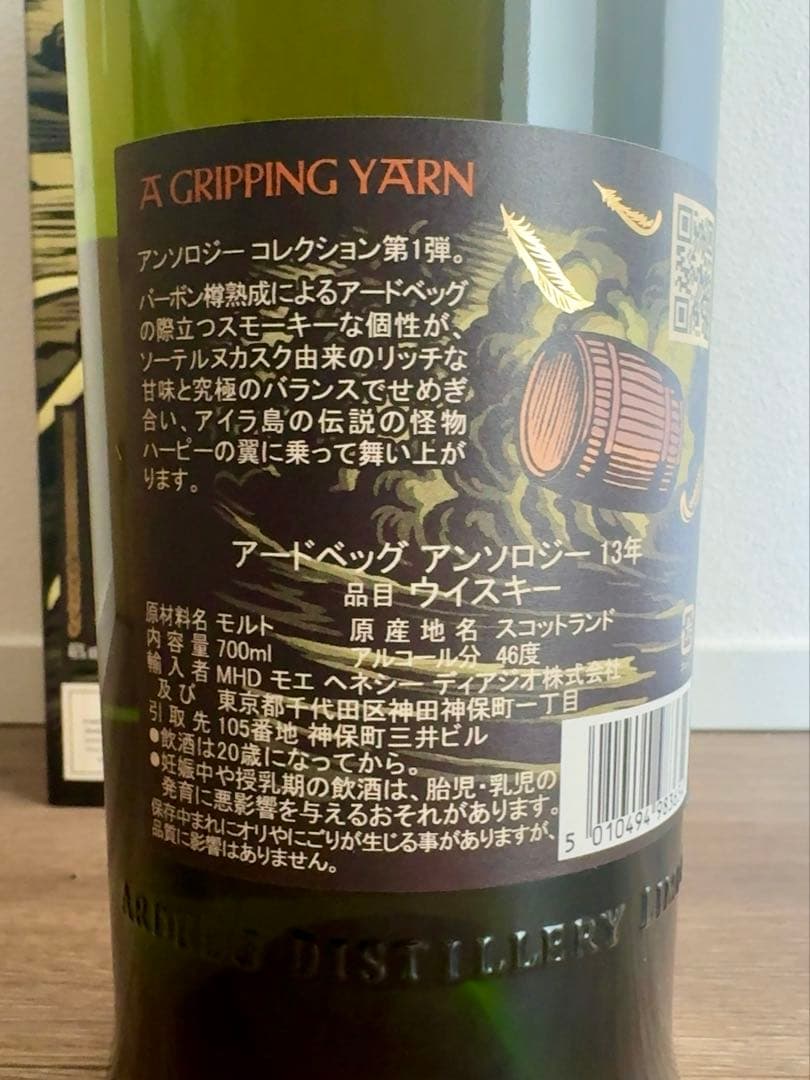 A GRIPPING YARN
アンソロジー コレクション第1弾。
バーボン樽熟成によるアードベッグ
の際立つスモーキーな個性が、
ソーテルヌカスク由来のリッチな
甘味と究極のバランスでせめぎ
合い、アイラ島の伝説の怪物
ハーピーの翼に乗って舞い上が
ります。
アードベッグ アンソロジー 13年
品目 ウイスキー
原材料名 モルト 原産地名 スコットランド
内容量 700ml アルコール分 46度
輸入者 MHD モエ ヘネシー ディアジオ株式会社
及び 東京都千代田区神田神保町一丁目
引取先 105番地 神保町三井ビル
●飲酒は20歳になってから。
●妊娠中や授乳期の飲酒は、胎児・乳児の
発育に悪影響を与えるおそれがあります。
保存中まれにオリやにごりが生じる事がありますが、
品質に影響はありません。
5 010494 98365
ARDBEG DISTILLERY